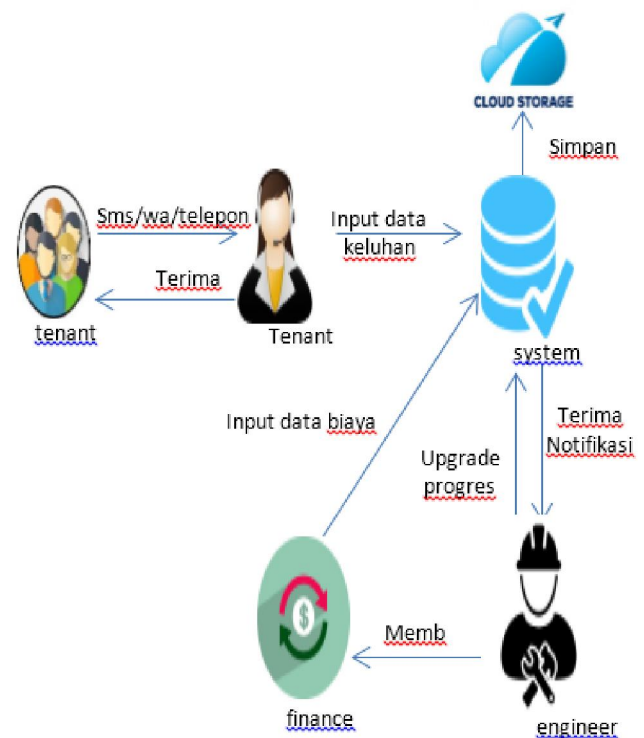 CLOUD STORAGE
Simpan
Sms/wa/telepon
Input data
keluhan
Terima
tenant
Tenant
system
Input data biaya
Terima
Notifikasi
Upgrade
progres
Memb
finance
engineer